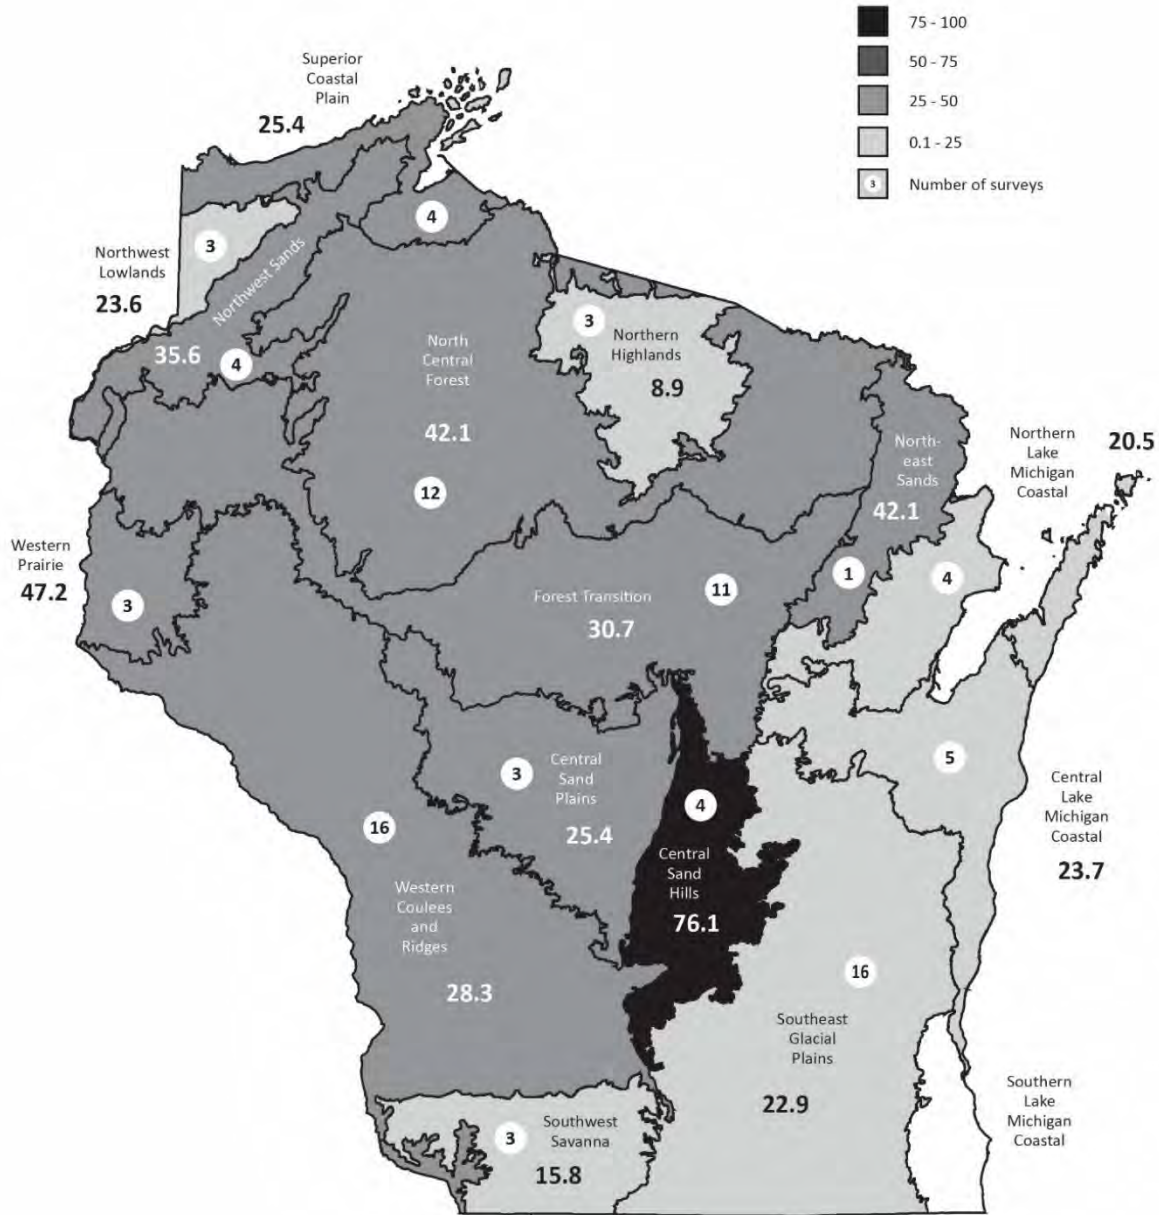 75 - 100
50 - 75
25 - 50
0.1 - 25
3 Number of surveys
Superior
Coastal
Plain
25.4
4
Northwest
Lowlands
23.6
3
Northwest Sands
35.6
4
North
Central
Forest
42.1
12
3
Northern
Highlands
8.9
North-
east
Sands
42.1
1
Northern
Lake
Michigan
Coastal
20.5
4
Western
Prairie
47.2
3
Forest Transition
30.7
11
Central
Sand
Plains
25.4
3
4
Central
Sand
Hills
76.1
5
Central
Lake
Michigan
Coastal
23.7
16
Western
Coulees
and
Ridges
28.3
16
Southeast
Glacial
Plains
22.9
Southern
Lake
Michigan
Coastal
3
Southwest
Savanna
15.8